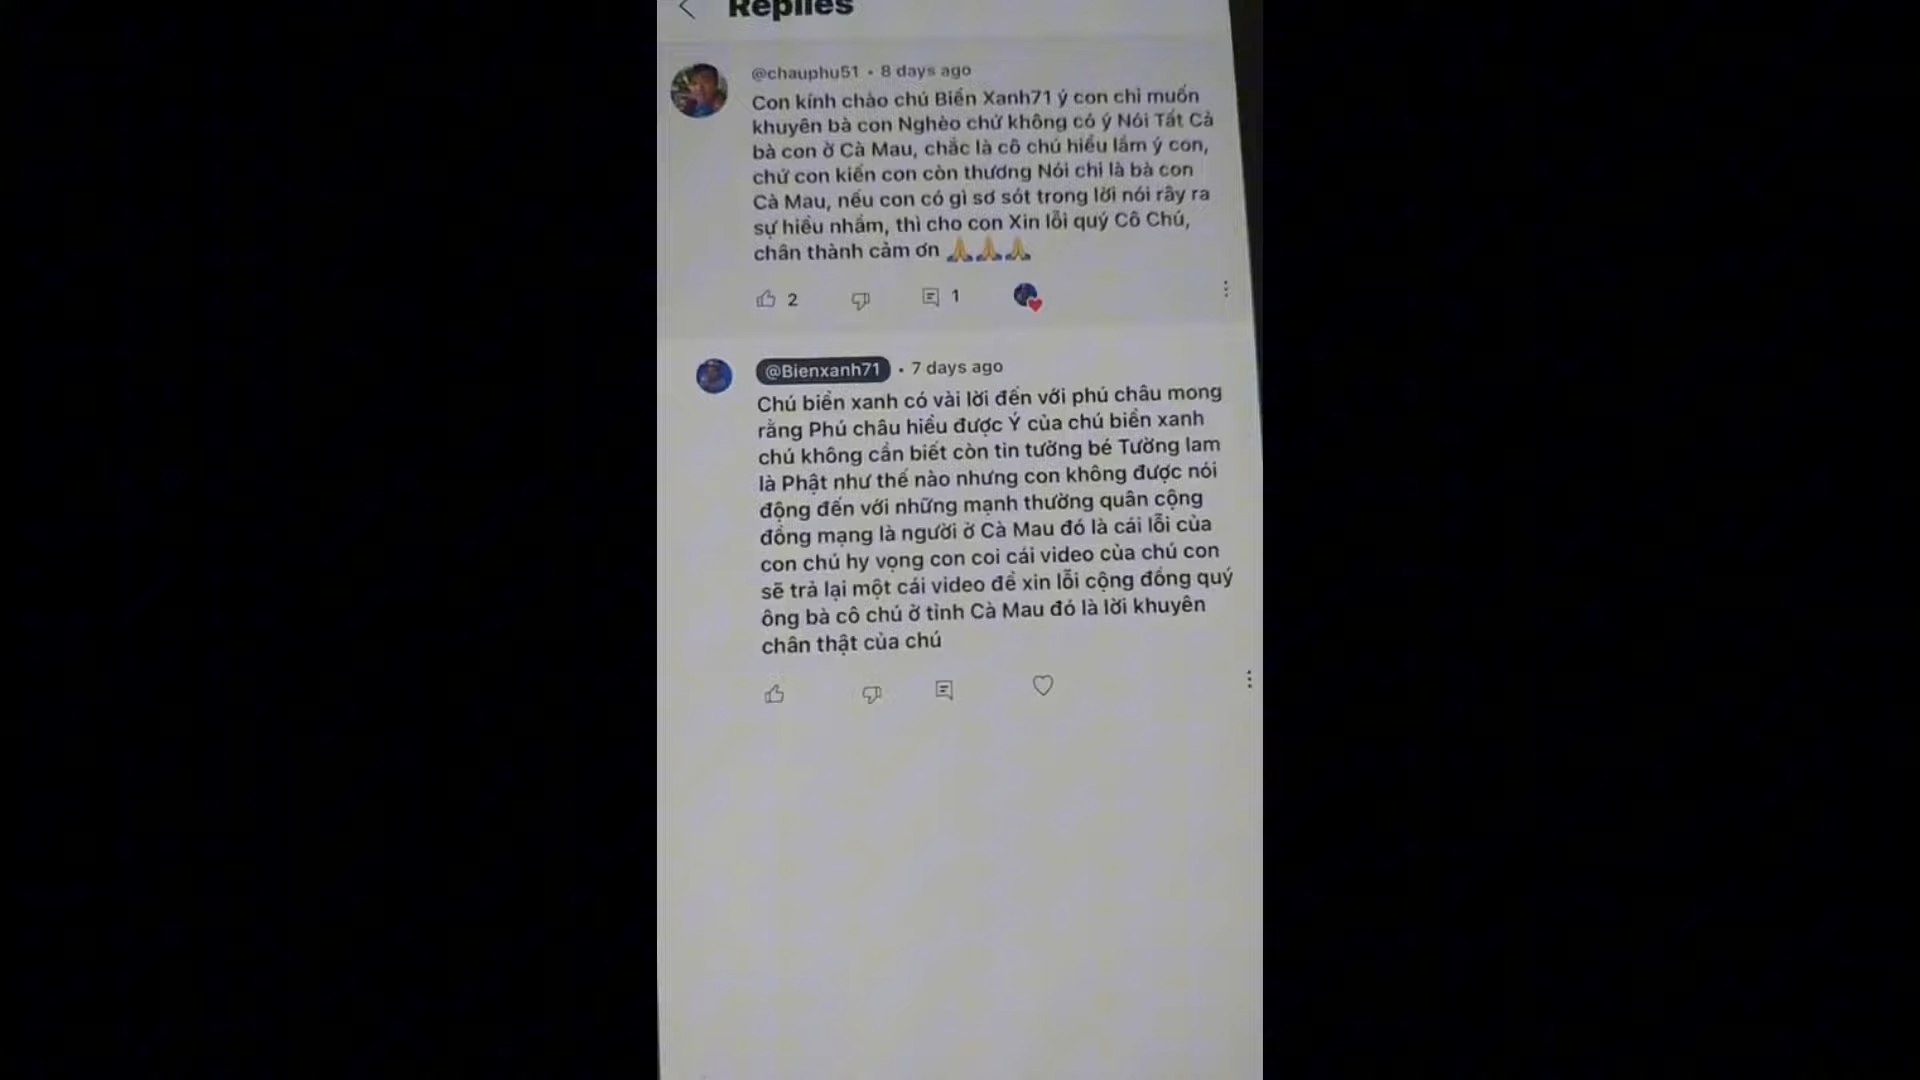 Replies
@chauphu51 · 8 days ago
Con kính chào chú Biển Xanh71 ý con chỉ muốn
khuyên bà con Nghèo chứ không có ý Nói Tất Cả
bà con ở Cà Mau, chắc là cô chú hiểu lầm ý con,
chứ con kiến con còn thương Nói chi là bà con
Cà Mau, nếu con có gì sơ sót trong lời nói rây ra
sự hiểu nhầm, thì cho con Xin lỗi quý Cô Chú,
chân thành cảm ơn 🙏🙏🙏
2 1
@Bienxanh71 · 7 days ago
Chú biển xanh có vài lời đến với phú châu mong
rằng Phú châu hiểu được Ý của chú biển xanh
chú không cần biết còn tin tưởng bé Tường lam
là Phật như thế nào nhưng con không được nói
động đến với những mạnh thường quân cộng
đồng mạng là người ở Cà Mau đó là cái lỗi của
con chú hy vọng con coi cái video của chú con
sẽ trả lại một cái video để xin lỗi cộng đồng quý
ông bà cô chú ở tỉnh Cà Mau đó là lời khuyên
chân thật của chú